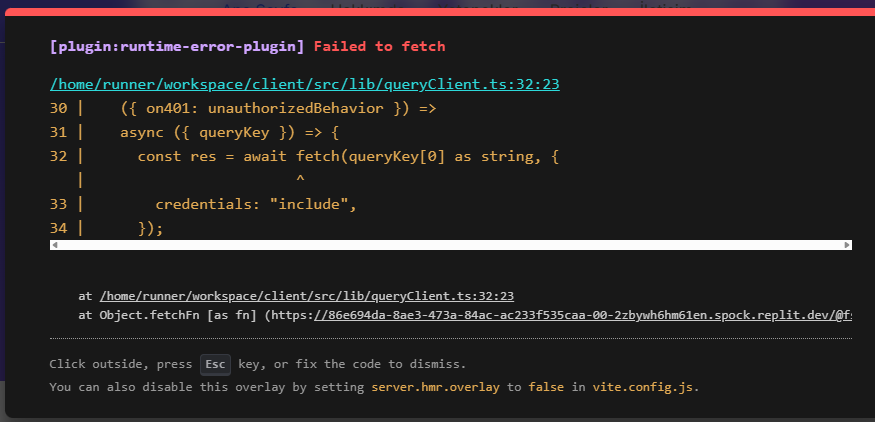 [plugin:runtime-error-plugin] Failed to fetch
/home/runner/workspace/client/src/lib/queryClient.ts:32:23
30 |    ({ on401: unauthorizedBehavior }) =>
31 |    async ({ queryKey }) => {
32 |      const res = await fetch(queryKey[0] as string, {
   |                        ^
33 |        credentials: "include",
34 |      });
at /home/runner/workspace/client/src/lib/queryClient.ts:32:23
at Object.fetchFn [as fn] (https://86e694da-8ae3-473a-84ac-ac233f535caa-00-2zbywh6hm61en.spock.replit.dev/@fs
Click outside, press Esc key, or fix the code to dismiss.
You can also disable this overlay by setting server.hmr.overlay to false in vite.config.js.